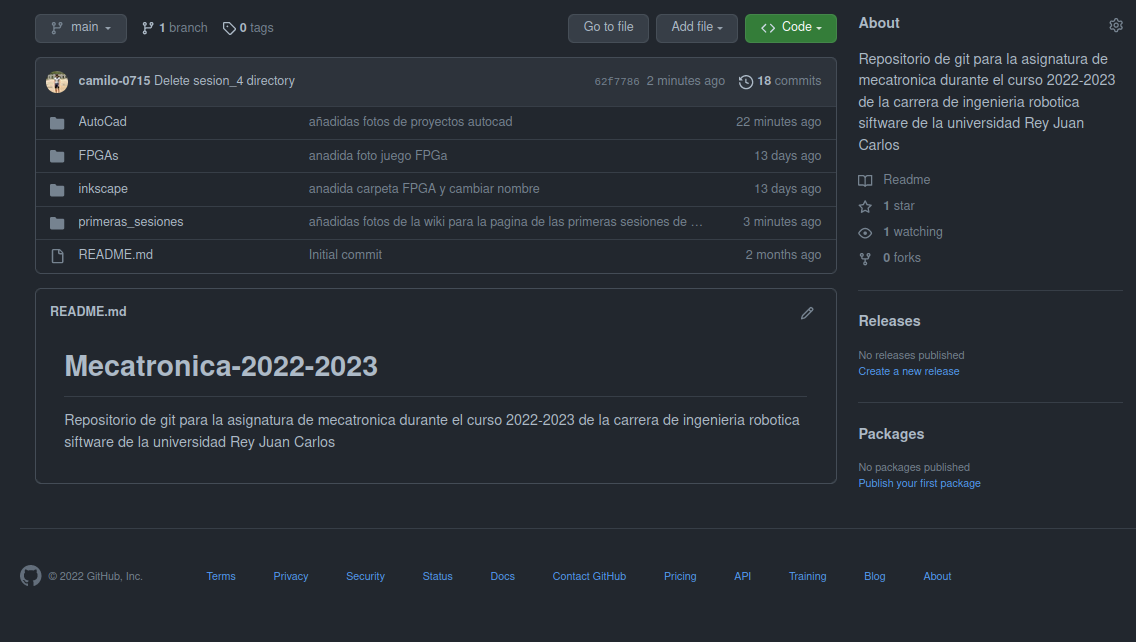 main
1 branch
0 tags
Go to file
Add file
Code
camilo-0715 Delete sesion_4 directory
62f7786 2 minutes ago
18 commits
AutoCad añadidas fotos de proyectos autocad 22 minutes ago
FPGAs anadida foto juego FPGa 13 days ago
inkscape anadida carpeta FPGA y cambiar nombre 13 days ago
primeras_sesiones añadidas fotos de la wiki para la pagina de las primeras sesiones de … 3 minutes ago
README.md Initial commit 2 months ago
README.md
Mecatronica-2022-2023
Repositorio de git para la asignatura de mecatronica durante el curso 2022-2023 de la carrera de ingenieria robotica
siftware de la universidad Rey Juan Carlos
About
Repositorio de git para la asignatura de
mecatronica durante el curso 2022-2023
de la carrera de ingenieria robotica
siftware de la universidad Rey Juan
Carlos
Readme
1 star
1 watching
0 forks
Releases
No releases published
Create a new release
Packages
No packages published
Publish your first package
© 2022 GitHub, Inc. Terms Privacy Security Status Docs Contact GitHub Pricing API Training Blog About